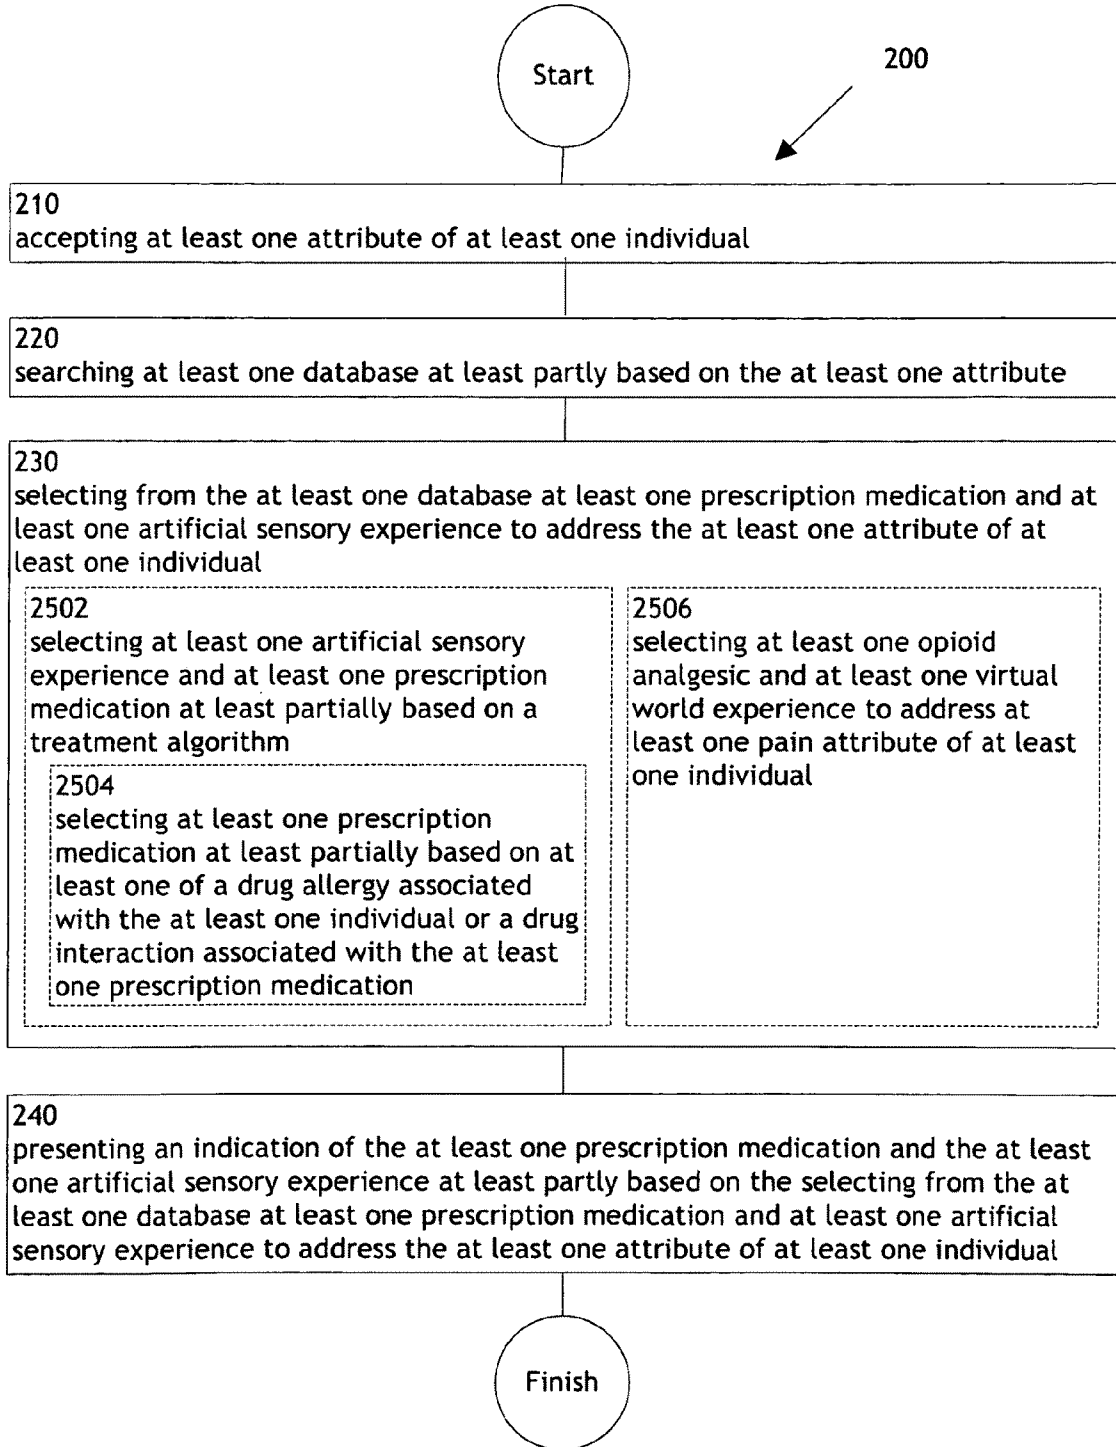 Start
200
210
accepting at least one attribute of at least one individual
220
searching at least one database at least partly based on the at least one attribute
230
selecting from the at least one database at least one prescription medication and at
least one artificial sensory experience to address the at least one attribute of at
least one individual
2502
selecting at least one artificial sensory
experience and at least one prescription
medication at least partially based on a
treatment algorithm
2504
selecting at least one prescription
medication at least partially based on at
least one of a drug allergy associated
with the at least one individual or a drug
interaction associated with the at least
one prescription medication
2506
selecting at least one opioid
analgesic and at least one virtual
world experience to address at
least one pain attribute of at least
one individual
240
presenting an indication of the at least one prescription medication and the at least
one artificial sensory experience at least partly based on the selecting from the at
least one database at least one prescription medication and at least one artificial
sensory experience to address the at least one attribute of at least one individual
Finish